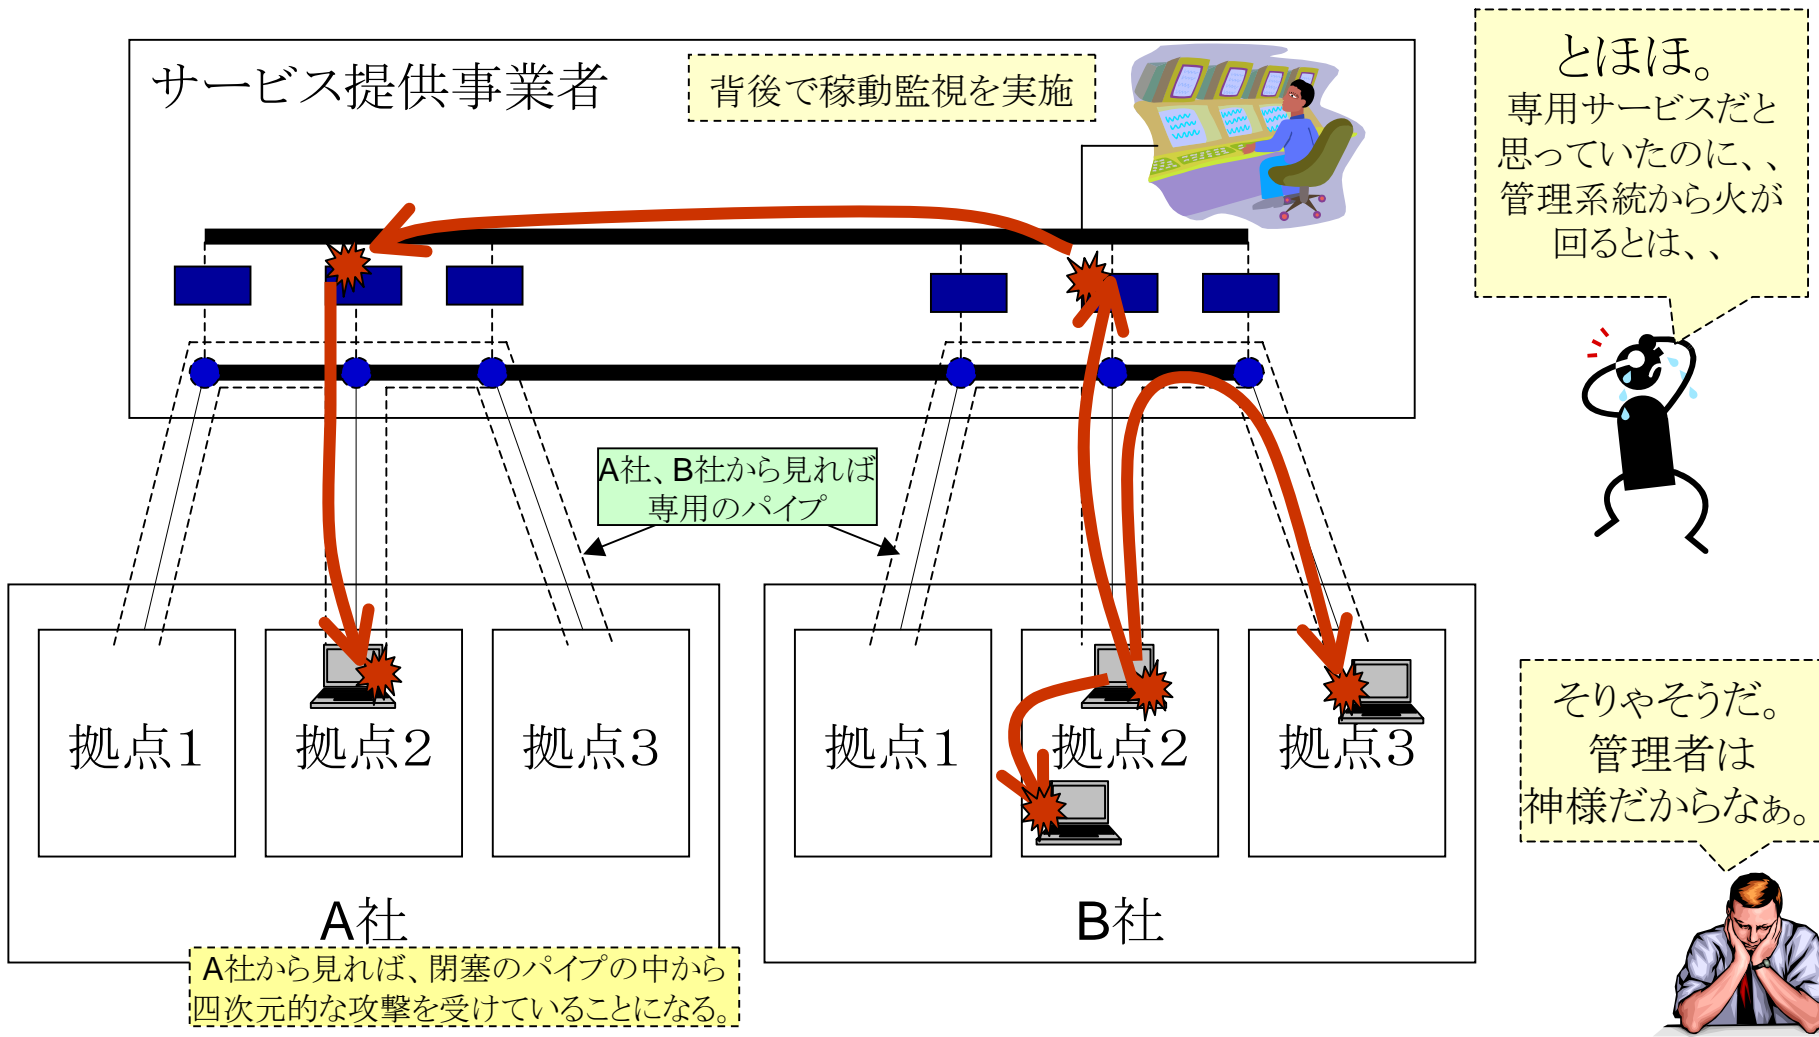 サービス提供事業者
背後で稼動監視を実施
とほほ。
専用サービスだと
思っていたのに、、
管理系統から火が
回るとは、、
A社、B社から見れば
専用のパイプ
拠点1
拠点2
拠点3
A社
拠点1
拠点2
拠点3
B社
A社から見れば、閉塞のパイプの中から
四次元的な攻撃を受けていることになる。
そりゃそうだ。
管理者は
神様だからなぁ。